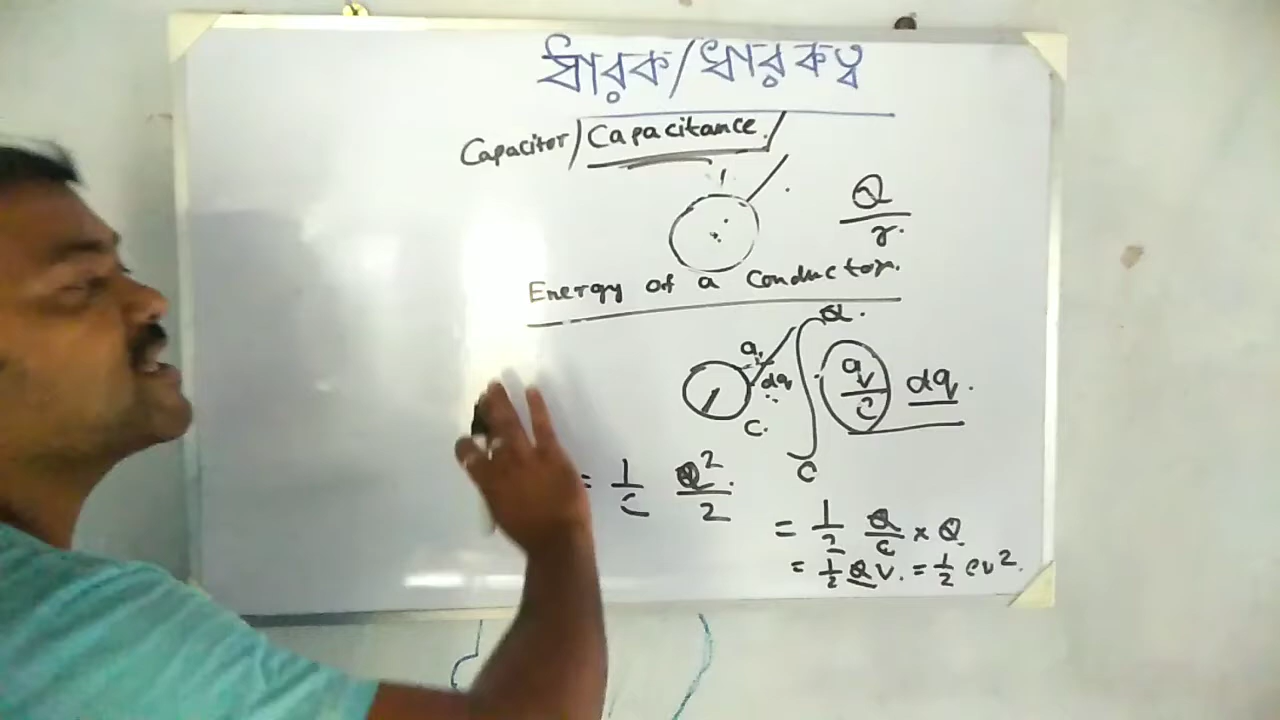 ধারক/ধারকত্ব
Capacitor/Capacitance
Q/r
Energy of a Conductor.
Q.
q
dq
q/C dq.
C.
= 1/C Q²/2
= 1/2 Q/C × Q
= 1/2 QV. = 1/2 CV².